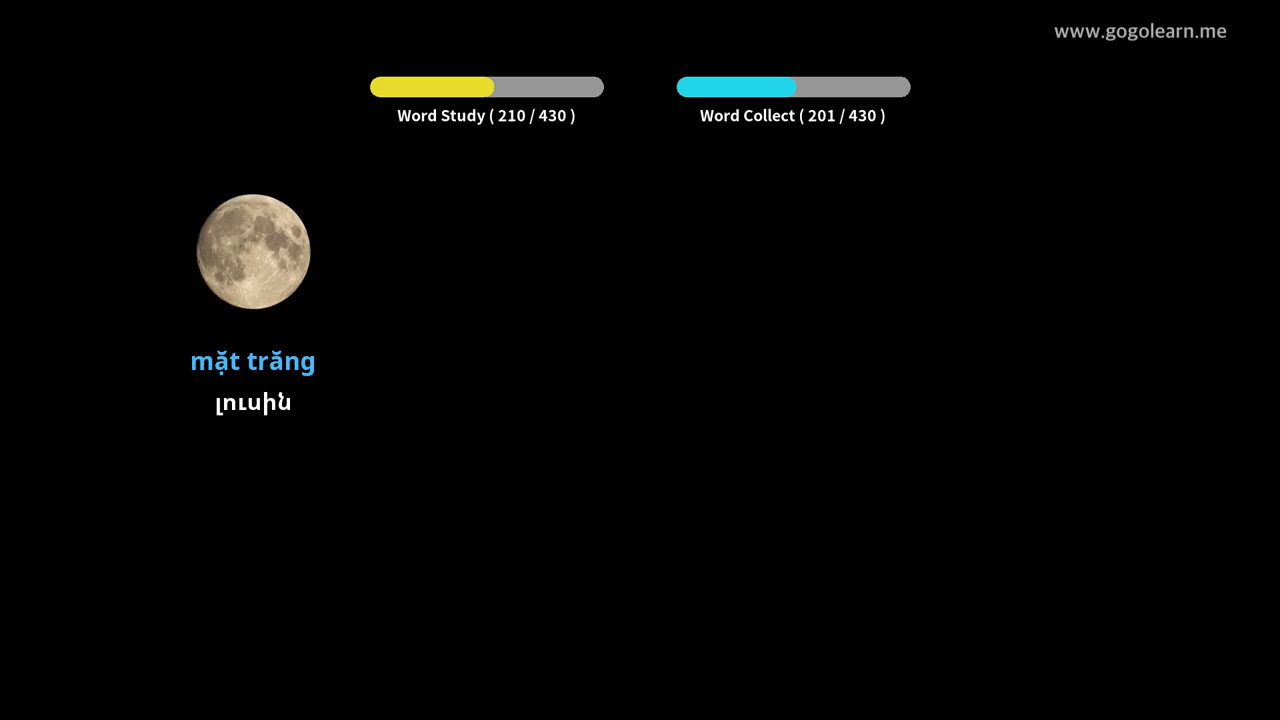 www.gogolearn.me
Word Study ( 210 / 430 )
Word Collect ( 201 / 430 )
mặt trăng
լուսին